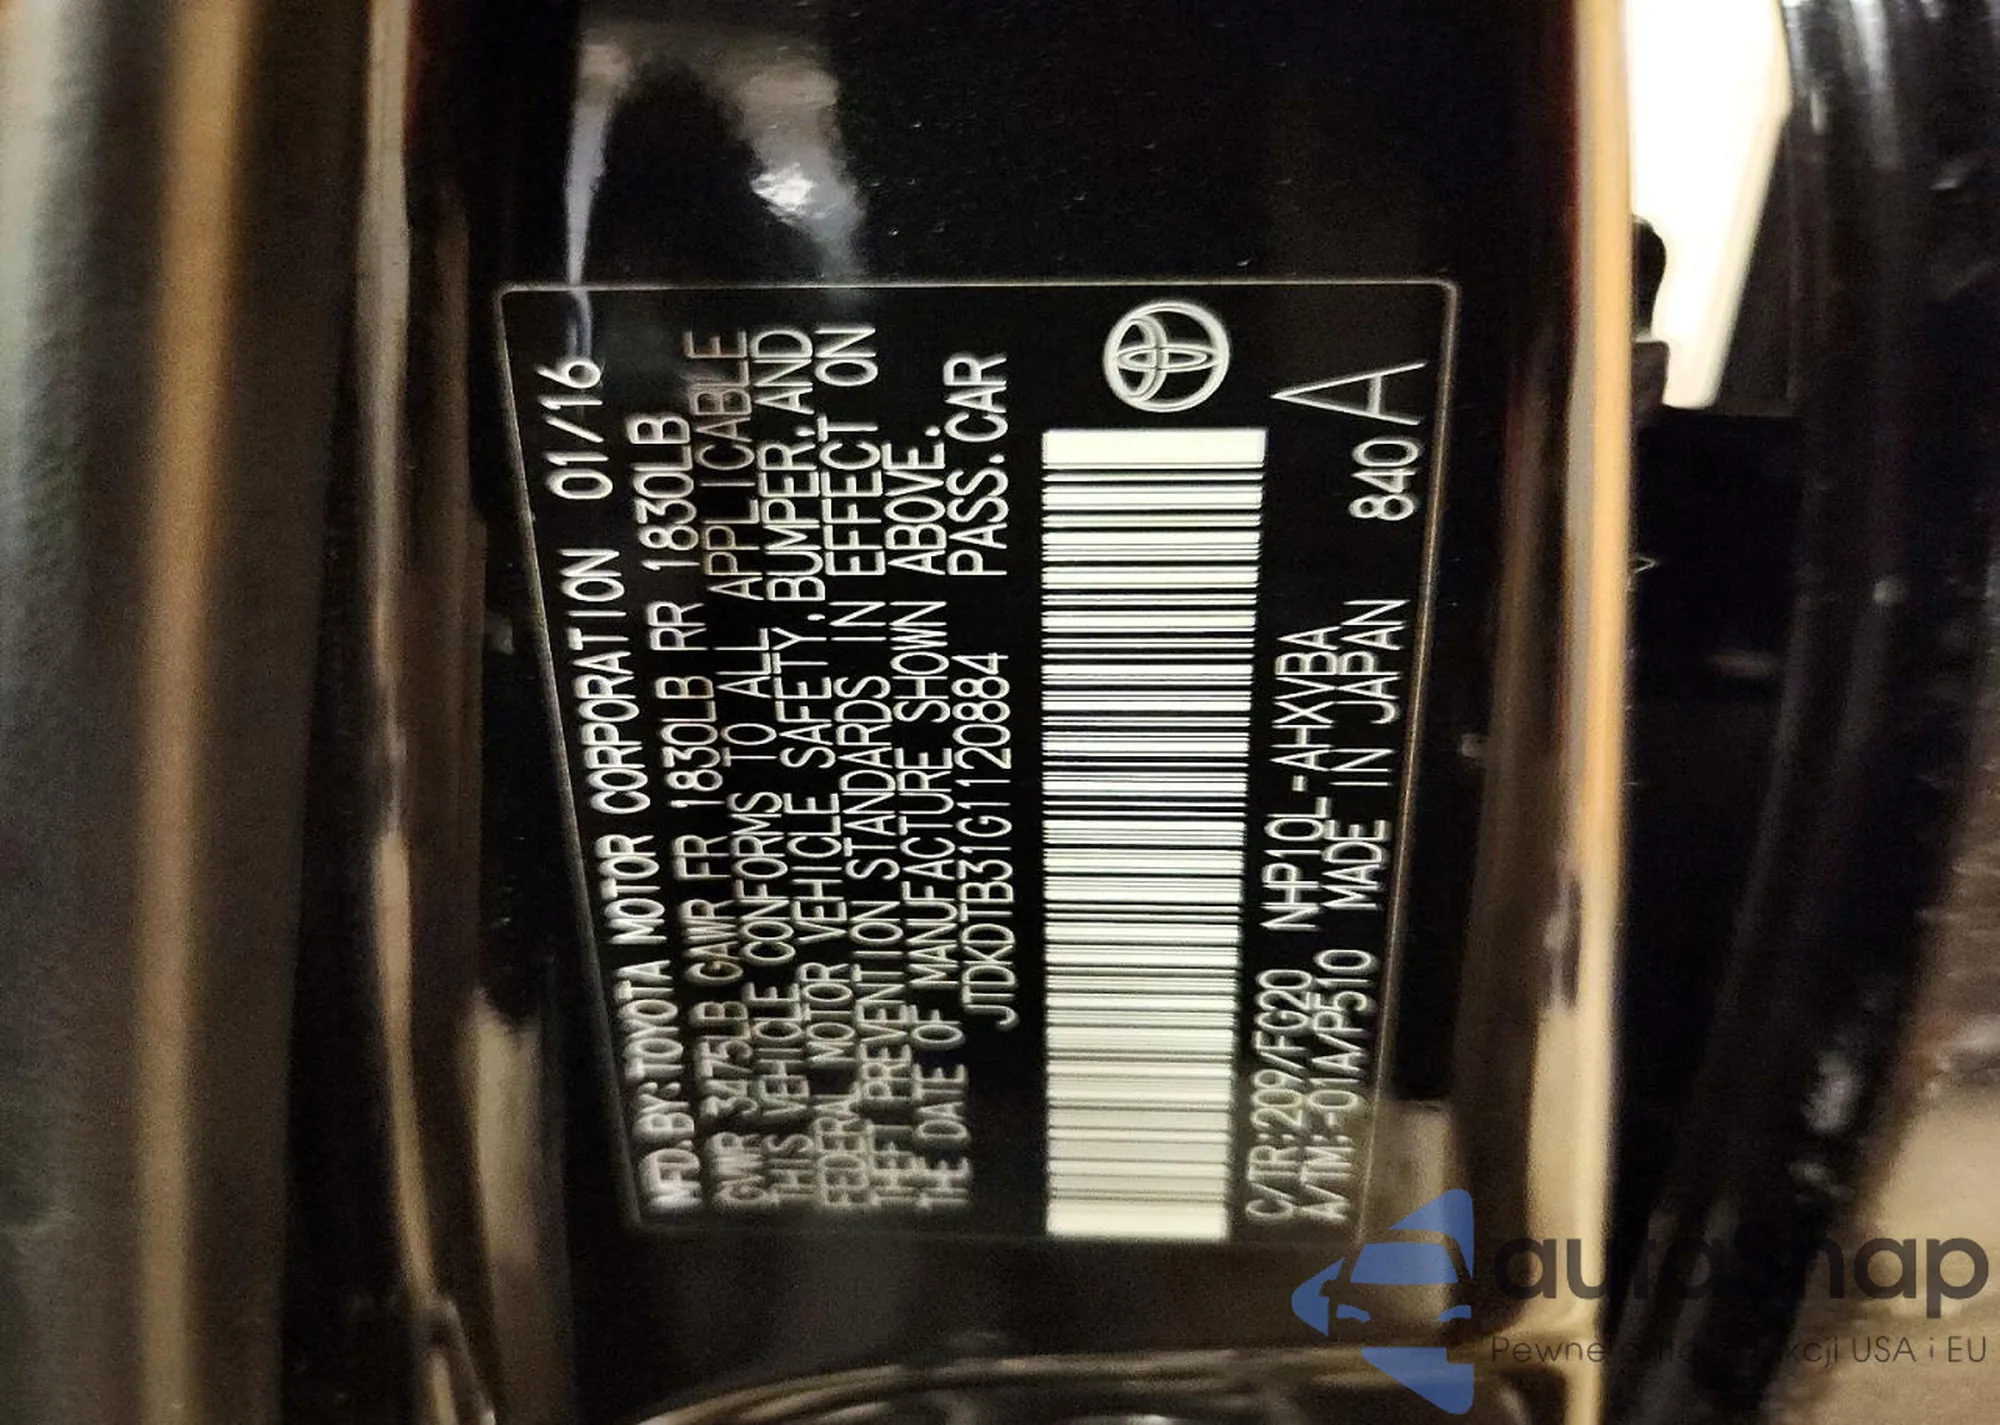 MFD.BY:TOYOTA MOTOR CORPORATION 01/16
GVWR 3475LB GAWR FR 1830LB RR 1830LB
THIS VEHICLE CONFORMS TO ALL APPLICABLE
FEDERAL MOTOR VEHICLE SAFETY,BUMPER,AND
THEFT PREVENTION STANDARDS IN EFFECT ON
THE DATE OF MANUFACTURE SHOWN ABOVE.
JTDKDTB31G1120884 PASS.CAR
C/TR:209/FC20 NHP10L-AHXVBA
A/TM:-01A/P510 MADE IN JAPAN 840A
autosnap
USA i EU